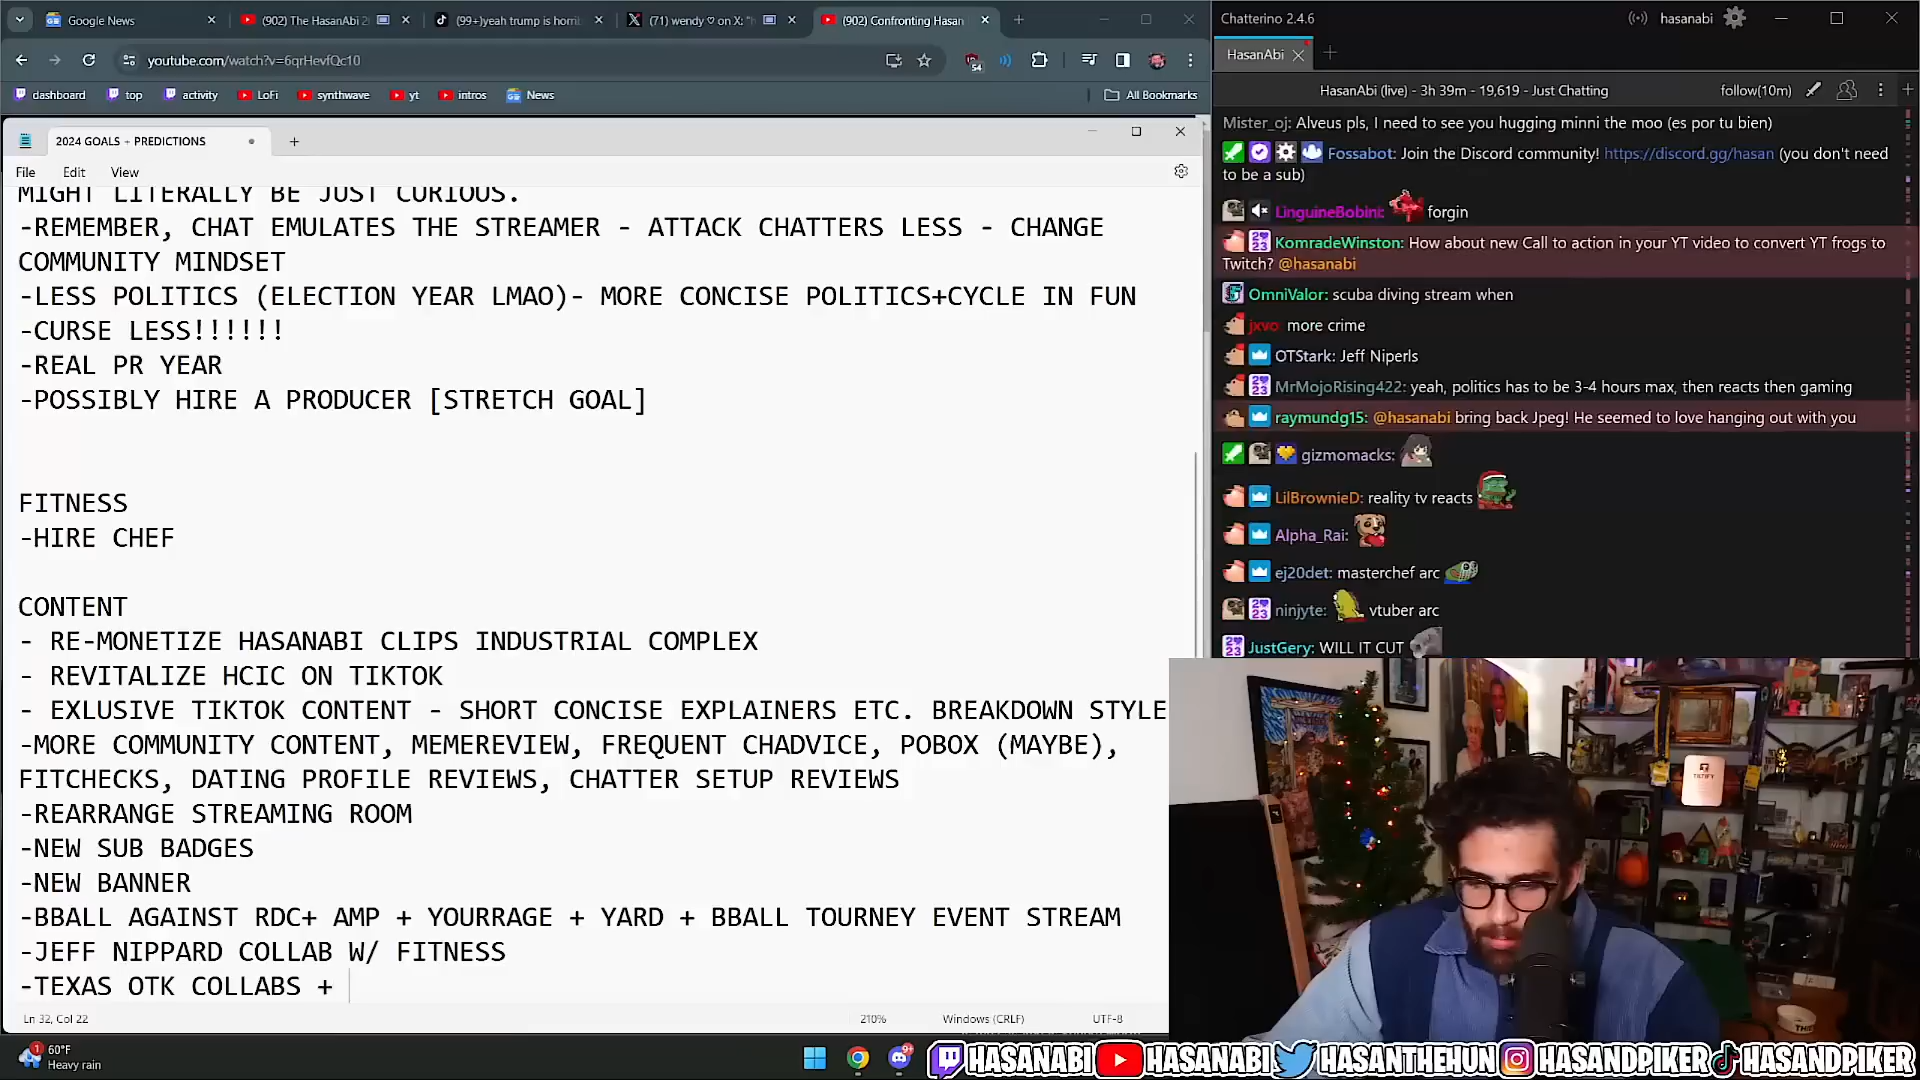 Google News
(902) The HasanAbi 2
(99+)yeah trump is horri
(71) wendy ♡ on X: "h
(902) Confronting Hasan
youtube.com/watch?v=6qrHevfQc10
54
dashboard
top
activity
LoFi
synthwave
yt
intros
News
All Bookmarks
2024 GOALS + PREDICTIONS
File
Edit
View
MIGHT LITERALLY BE JUST CURIOUS.
-REMEMBER, CHAT EMULATES THE STREAMER - ATTACK CHATTERS LESS - CHANGE
COMMUNITY MINDSET
-LESS POLITICS (ELECTION YEAR LMAO)- MORE CONCISE POLITICS+CYCLE IN FUN
-CURSE LESS!!!!!!
-REAL PR YEAR
-POSSIBLY HIRE A PRODUCER [STRETCH GOAL]
FITNESS
-HIRE CHEF
CONTENT
- RE-MONETIZE HASANABI CLIPS INDUSTRIAL COMPLEX
- REVITALIZE HCIC ON TIKTOK
- EXLUSIVE TIKTOK CONTENT - SHORT CONCISE EXPLAINERS ETC. BREAKDOWN STYLE
-MORE COMMUNITY CONTENT, MEMEREVIEW, FREQUENT CHADVICE, POBOX (MAYBE),
FITCHECKS, DATING PROFILE REVIEWS, CHATTER SETUP REVIEWS
-REARRANGE STREAMING ROOM
-NEW SUB BADGES
-NEW BANNER
-BBALL AGAINST RDC+ AMP + YOURRAGE + YARD + BBALL TOURNEY EVENT STREAM
-JEFF NIPPARD COLLAB W/ FITNESS
-TEXAS OTK COLLABS +
Ln 32, Col 22
210%
Windows (CRLF)
UTF-8
1
60°F
Heavy rain
9+
Chatterino 2.4.6
hasanabi
HasanAbi
HasanAbi (live) - 3h 39m - 19,619 - Just Chatting
follow(10m)
Mister_oj: Alveus pls, I need to see you hugging minni the moo (es por tu bien)
Fossabot: Join the Discord community! https://discord.gg/hasan (you don't need
to be a sub)
LinguineBobini: forgin
KomradeWinston: How about new Call to action in your YT video to convert YT frogs to
Twitch? @hasanabi
OmniValor: scuba diving stream when
jxvo: more crime
OTStark: Jeff Niperls
MrMojoRising422: yeah, politics has to be 3-4 hours max, then reacts then gaming
raymundg15: @hasanabi bring back Jpeg! He seemed to love hanging out with you
gizmomacks:
LilBrownieD: reality tv reacts
Alpha_Rai:
ej20det: masterchef arc
ninjyte: vtuber arc
JustGery: WILL IT CUT
TILTIFY
HASANABI
HASANABI
HASANTHEHUN
HASANDPIKER
HASANDPIKER